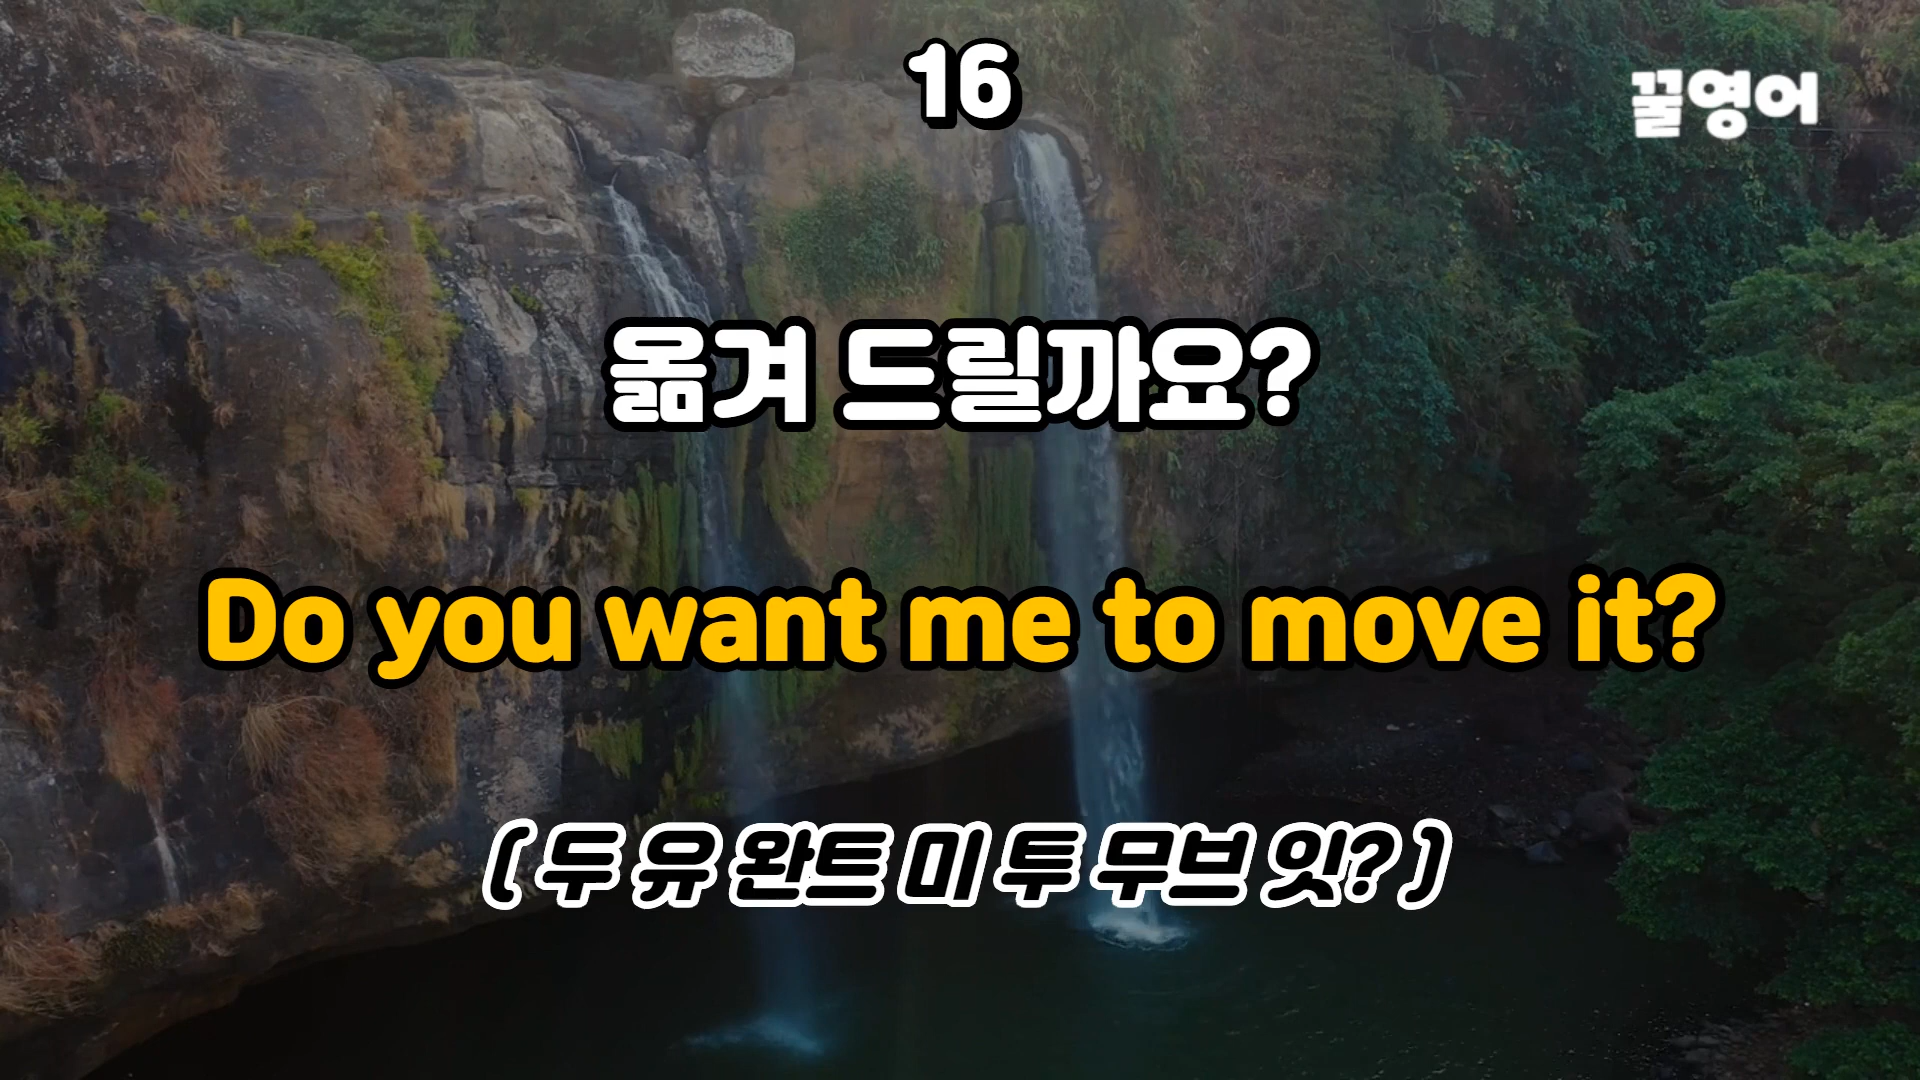 16
꿀영어
옮겨 드릴까요?
Do you want me to move it?
( 두 유 완트 미 투 무브 잇? )